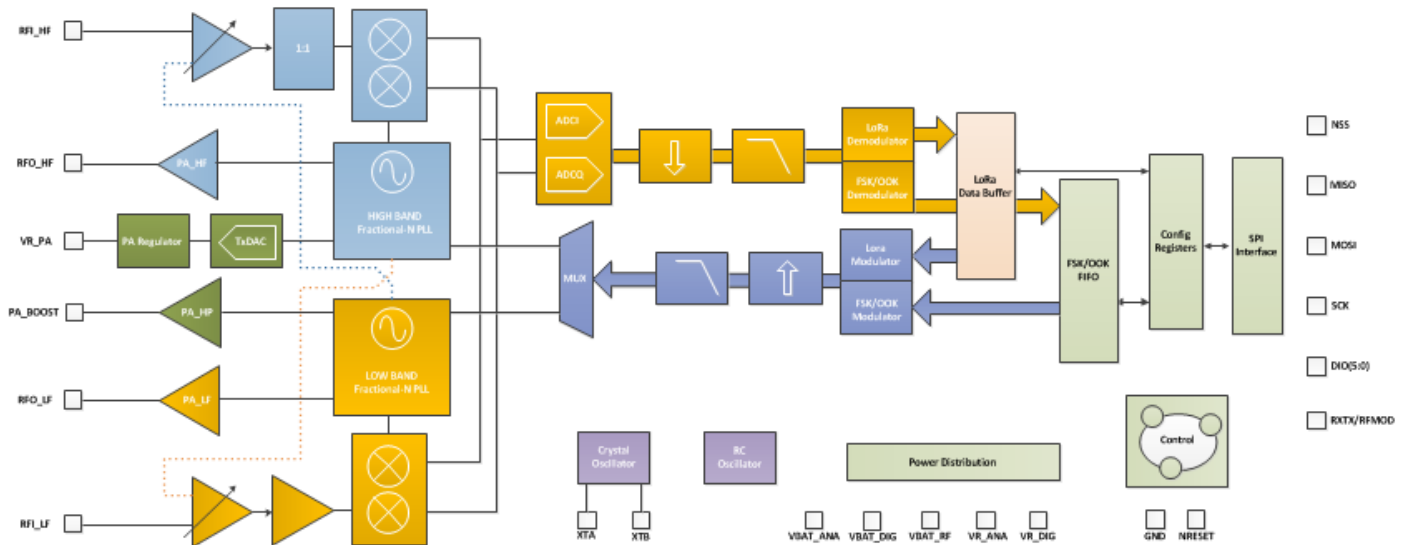 RFI_HF
1:1
ADCI
ADCQ
LoRa
Demodulator
FSK/OOK
Demodulator
LoRa
Data Buffer
NSS
RFO_HF
PA_HF
HIGH BAND
Fractional-N PLL
MISO
VR_PA
PA Regulator
TxDAC
MUX
Lora
Modulator
FSK/OOK
Modulator
FSK/OOK
FIFO
Config
Registers
SPI
Interface
MOSI
PA_BOOST
PA_HP
SCK
LOW BAND
Fractional-N PLL
DIO(5:0)
RFO_LF
PA_LF
RXTX/RFMOD
Crystal
Oscillator
RC
Oscillator
Power Distribution
Control
RFI_LF
XTA
XTB
VBAT_ANA
VBAT_DIG
VBAT_RF
VR_ANA
VR_DIG
GND
NRESET